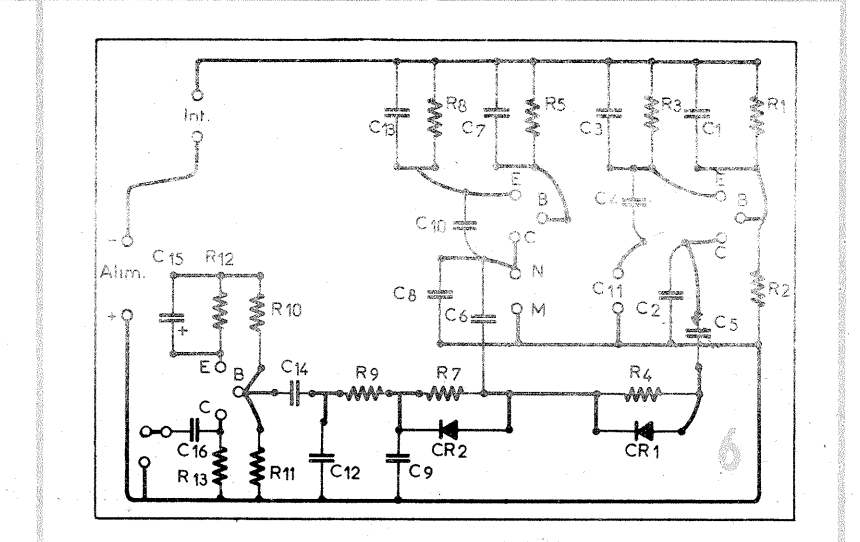 R8 R5 R3 R1
C13 C7 C3 C1
Int.
E E
B B
C4
C10
C C
- N
C15 R12
Alim.
C8 C11 C2 R2
+ R10 C6 M C5
+
E C14
B R9 R7 R4
C
C16 CR2 CR1
R13 R11 C12 C9
6